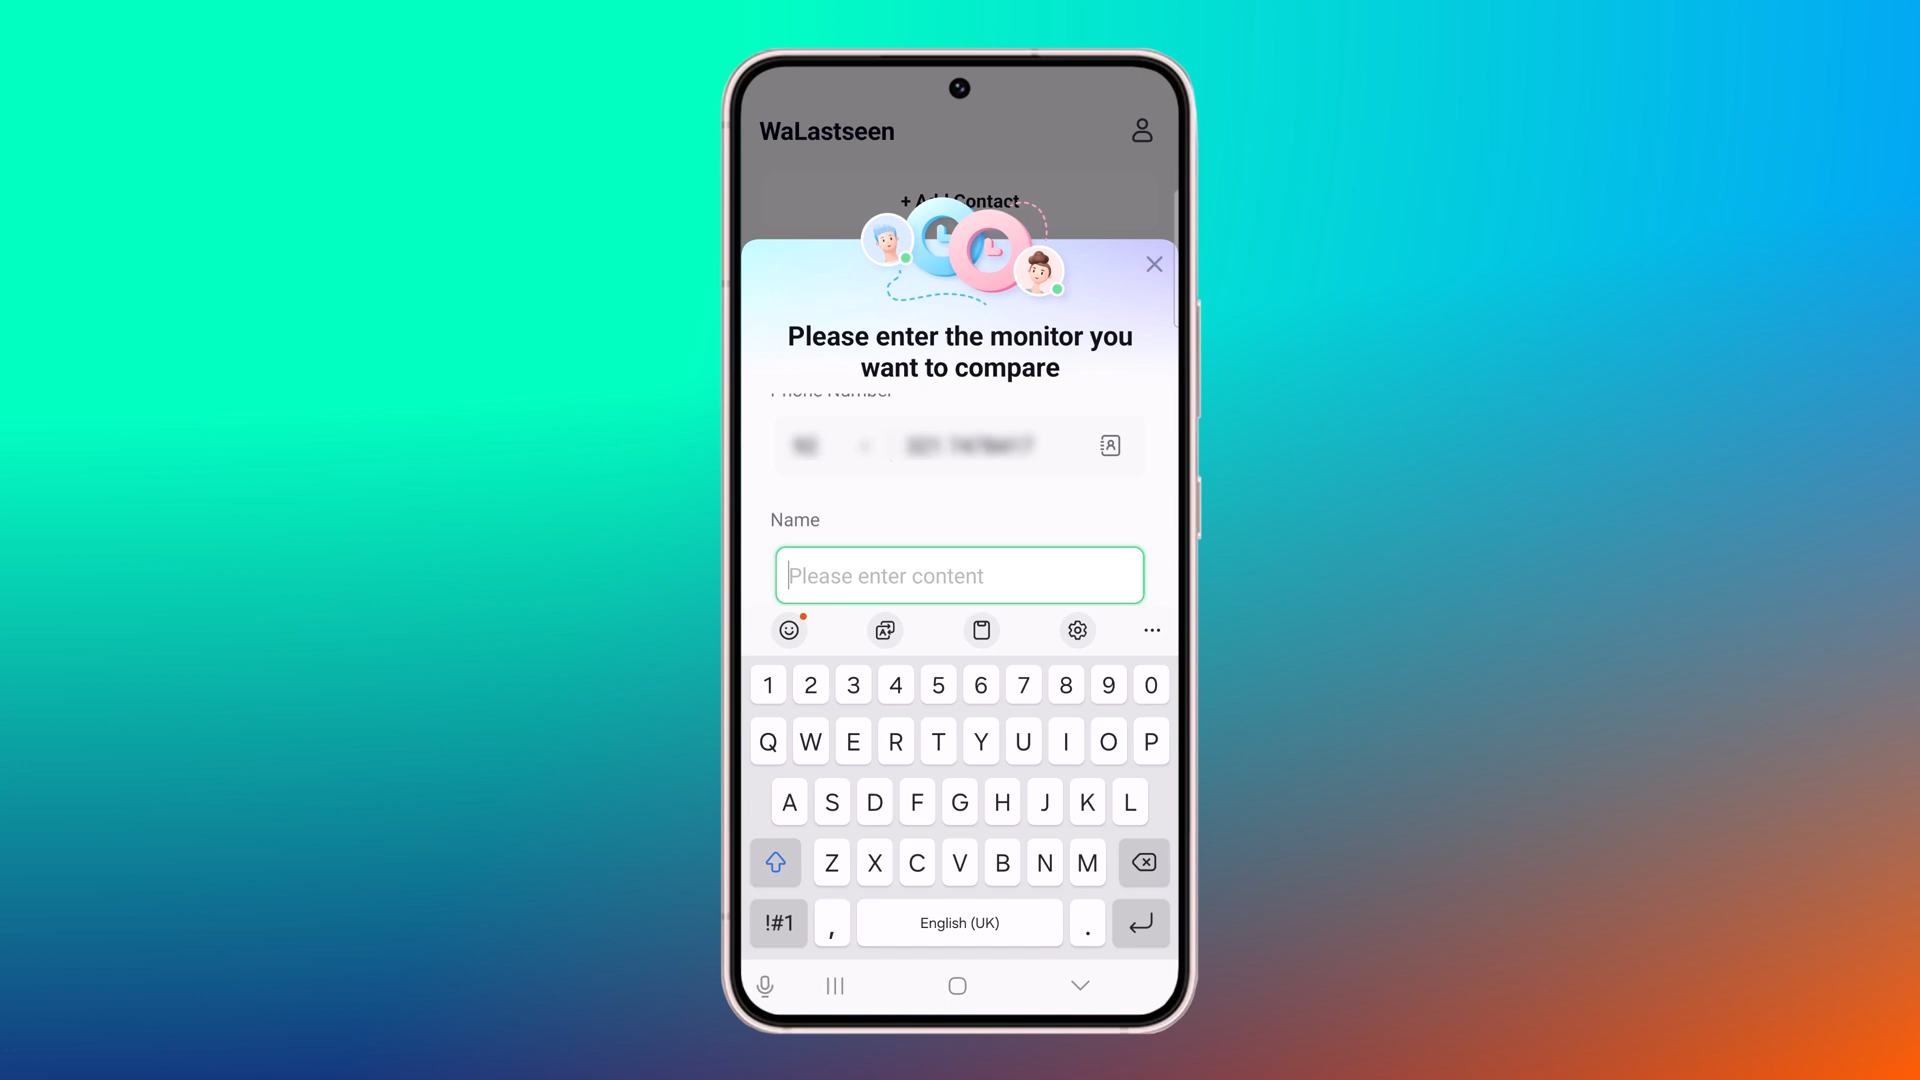 WaLastseen
+ Add Contact
Please enter the monitor you
want to compare
Phone Number
Name
Please enter content
1 2 3 4 5 6 7 8 9 0
Q W E R T Y U I O P
A S D F G H J K L
Z X C V B N M
!#1 , English (UK) .